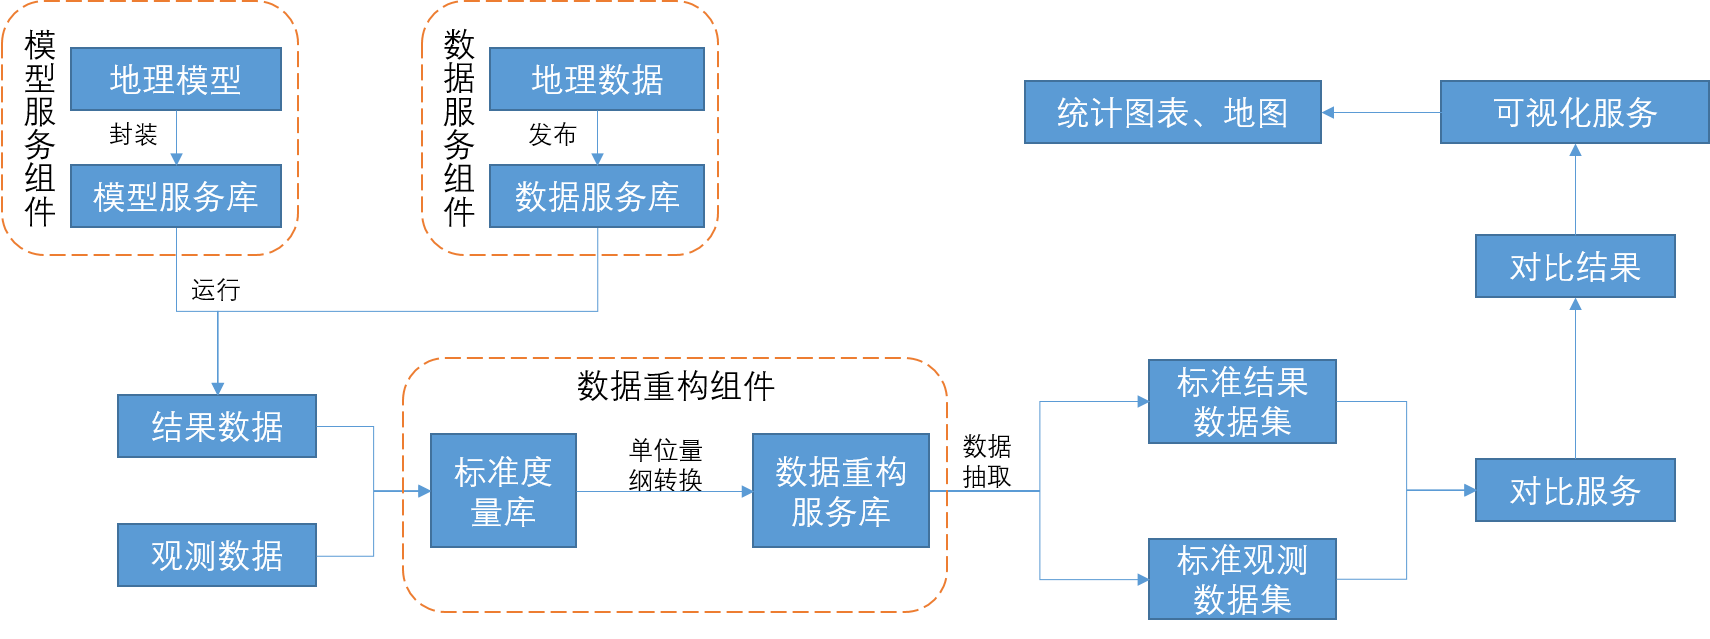 模型服务组件
地理模型
封装
模型服务库
数据服务组件
地理数据
发布
数据服务库
统计图表、地图
可视化服务
运行
对比结果
结果数据
观测数据
数据重构组件
标准度
量库
单位量
纲转换
数据重构
服务库
数据
抽取
标准结果
数据集
标准观测
数据集
对比服务